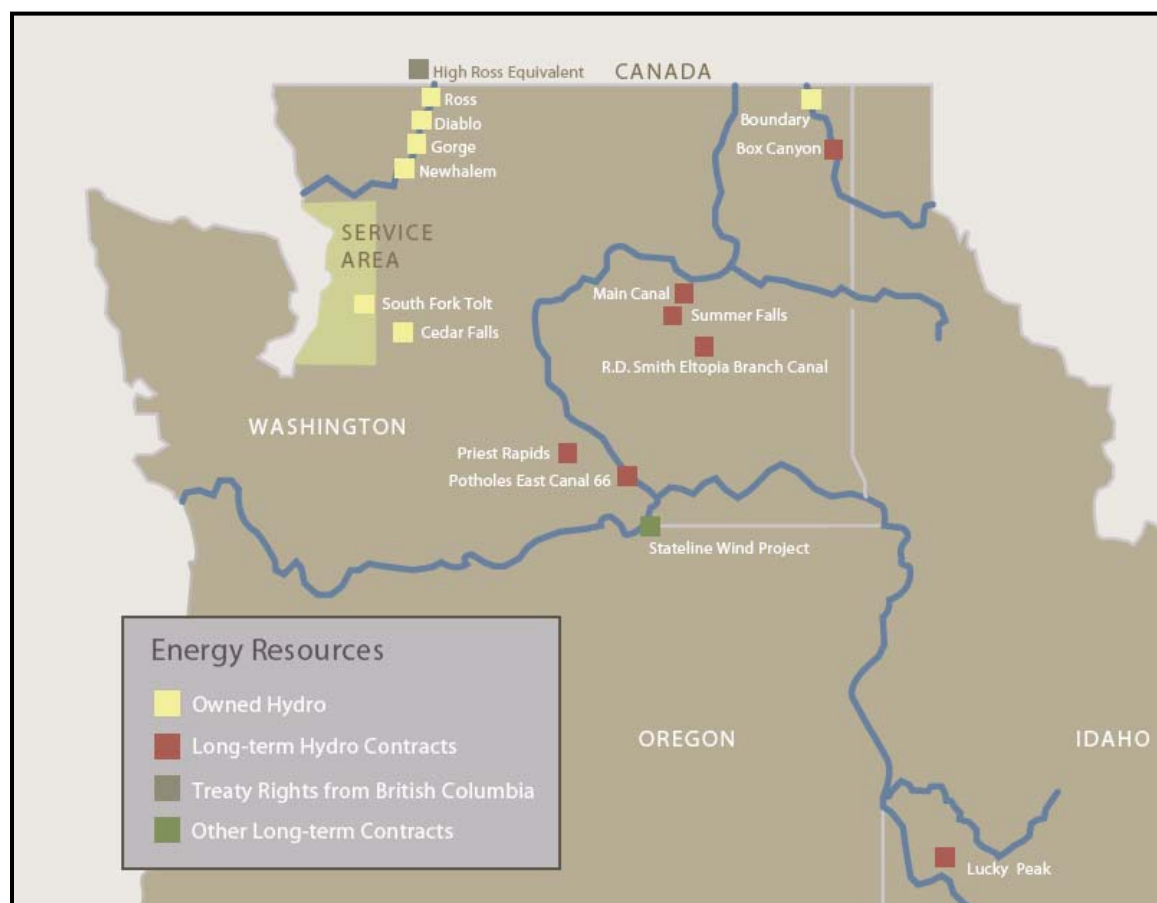 High Ross Equivalent
CANADA
Ross
Diablo
Gorge
Newhalem
Boundary
Box Canyon
SERVICE
AREA
Main Canal
South Fork Tolt
Summer Falls
Cedar Falls
R.D. Smith Eltopia Branch Canal
WASHINGTON
Priest Rapids
Potholes East Canal 66
Stateline Wind Project
Energy Resources
Owned Hydro
Long-term Hydro Contracts
Treaty Rights from British Columbia
Other Long-term Contracts
OREGON
IDAHO
Lucky Peak